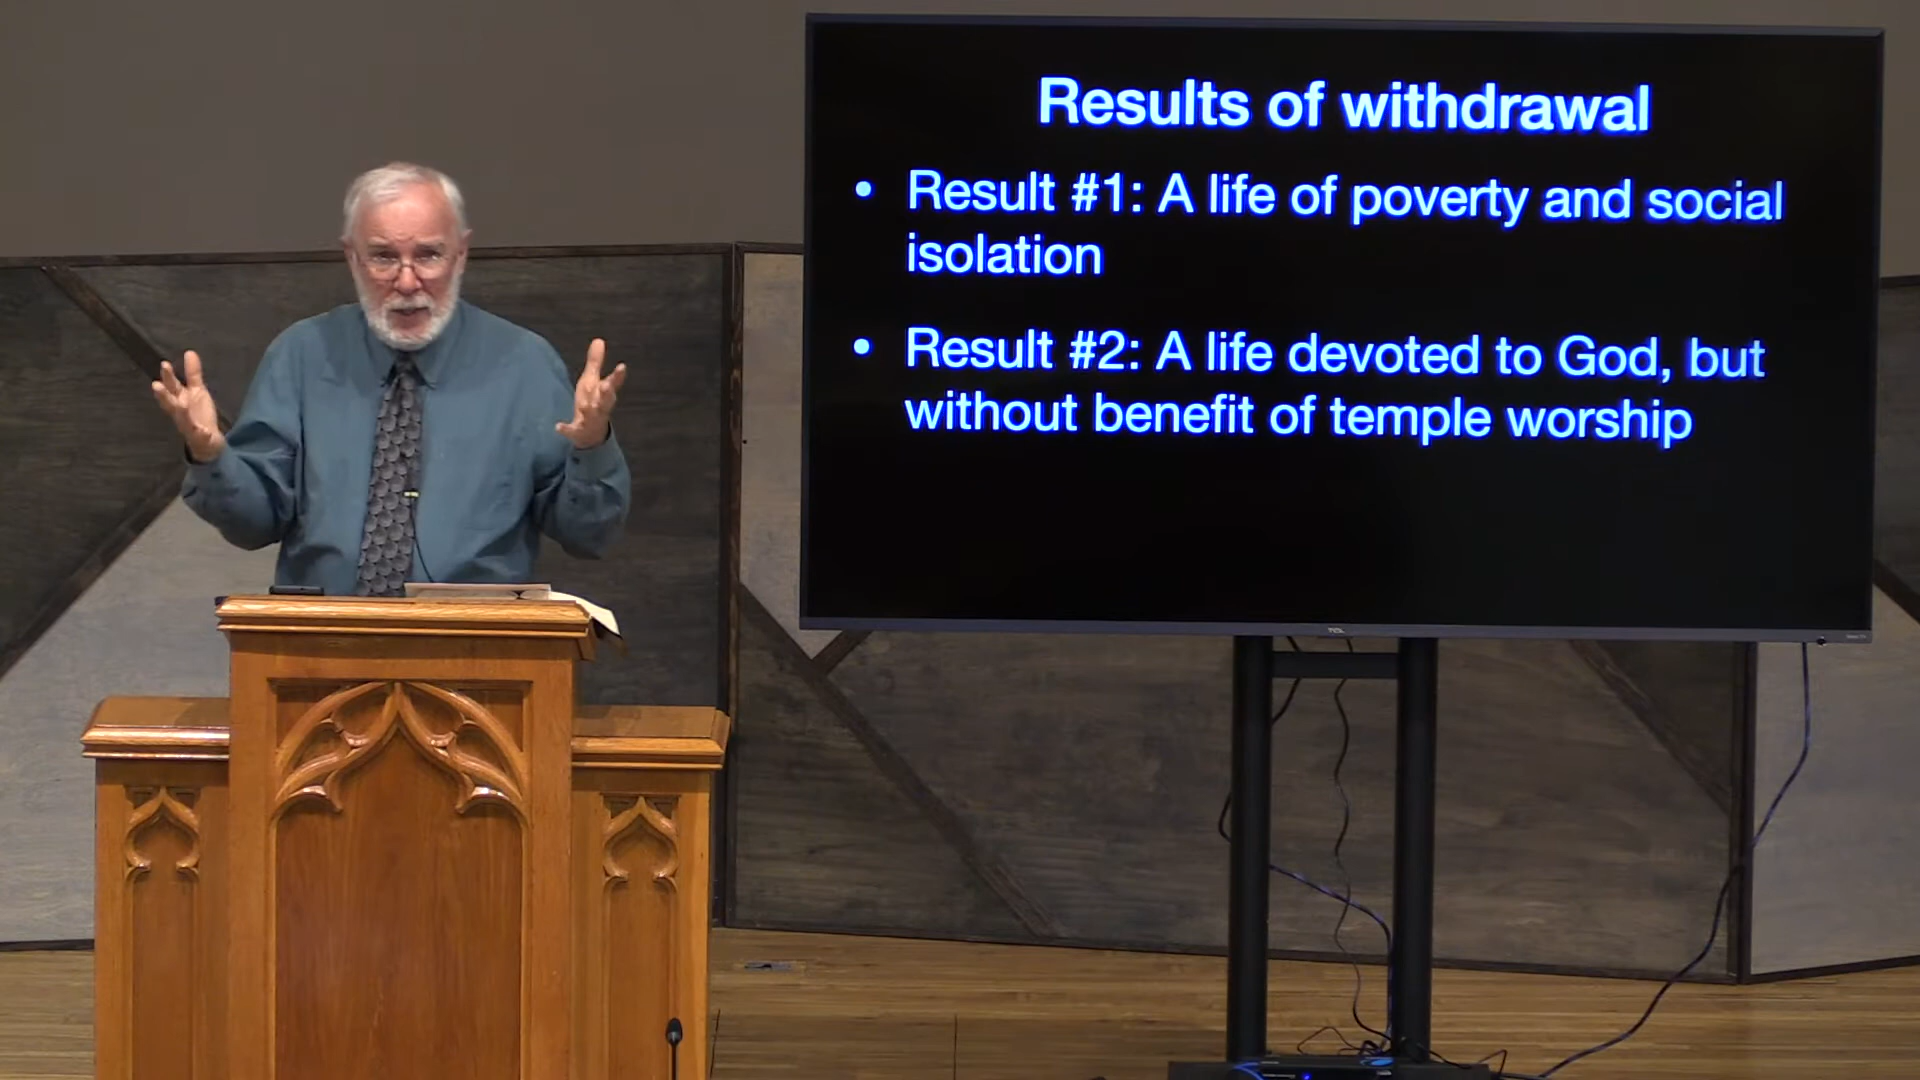 Results of withdrawal
• Result #1: A life of poverty and social
isolation
• Result #2: A life devoted to God, but
without benefit of temple worship
TCL